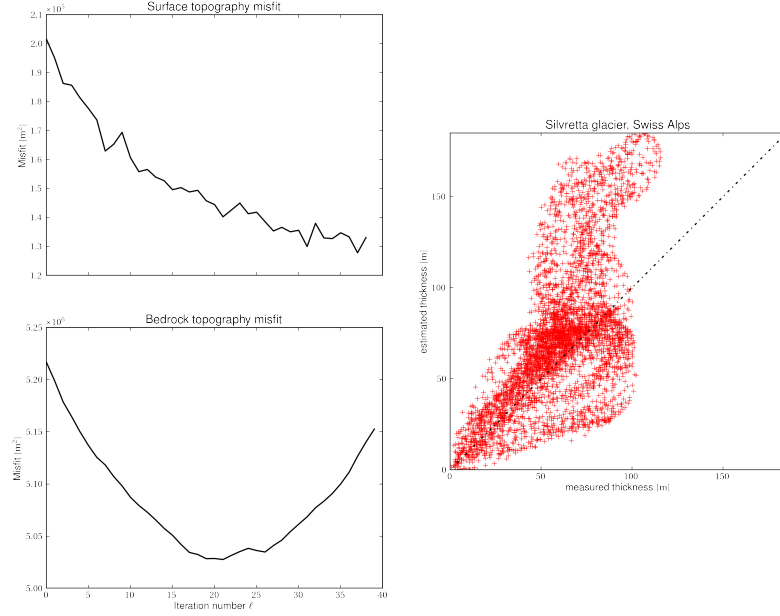 Surface topography misfit
×10⁵
2.1
2.0
1.9
1.8
1.7
1.6
1.5
1.4
1.3
1.2
Misfit [m²]
Bedrock topography misfit
×10⁶
5.25
5.20
5.15
5.10
5.05
5.00
Misfit [m²]
0 5 10 15 20 25 30 35 40
Iteration number ℓ
Silvretta glacier, Swiss Alps
150
100
50
0
estimated thickness [m]
0 50 100 150
measured thickness [m]